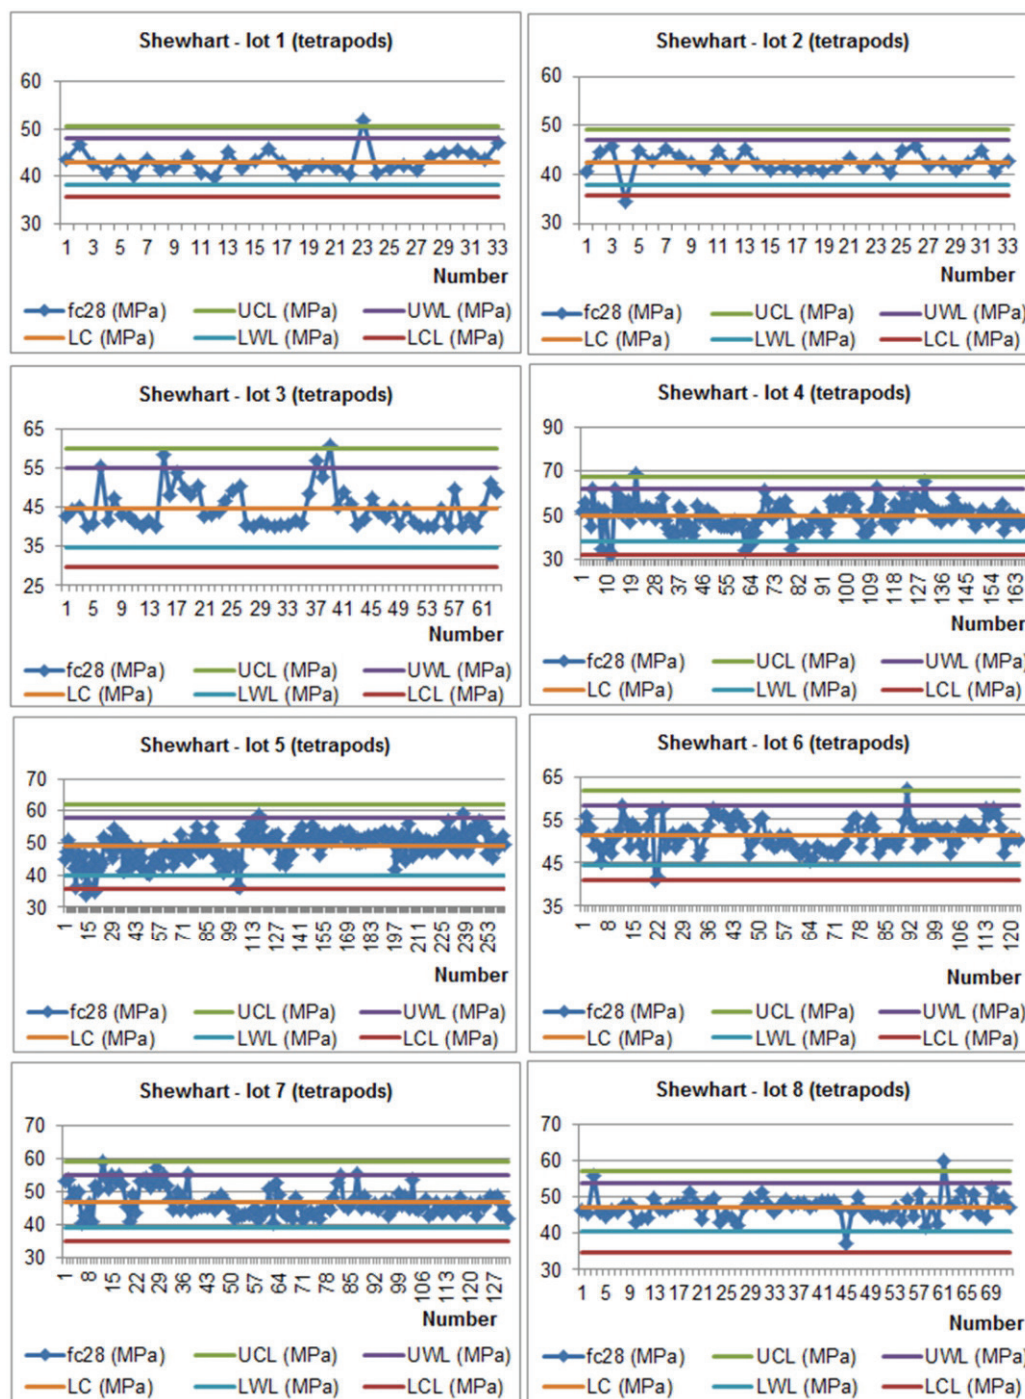 Shewhart - lot 1 (tetrapods)
60
50
40
30
1 3 5 7 9 11 13 15 17 19 21 23 25 27 29 31 33
Number
fc28 (MPa) UCL (MPa) UWL (MPa)
LC (MPa) LWL (MPa) LCL (MPa)
Shewhart - lot 2 (tetrapods)
60
50
40
30
1 3 5 7 9 11 13 15 17 19 21 23 25 27 29 31 33
Number
fc28 (MPa) UCL (MPa) UWL (MPa)
LC (MPa) LWL (MPa) LCL (MPa)
Shewhart - lot 3 (tetrapods)
65
55
45
35
25
1 5 9 13 17 21 25 29 33 37 41 45 49 53 57 61
Number
fc28 (MPa) UCL (MPa) UWL (MPa)
LC (MPa) LWL (MPa) LCL (MPa)
Shewhart - lot 4 (tetrapods)
90
70
50
30
1 10 19 28 37 46 55 64 73 82 91 100 109 118 127 136 145 154 163
Number
fc28 (MPa) UCL (MPa) UWL (MPa)
LC (MPa) LWL (MPa) LCL (MPa)
Shewhart - lot 5 (tetrapods)
70
60
50
40
30
1 15 29 43 57 71 85 99 113 127 141 155 169 183 197 211 225 239 253
Number
fc28 (MPa) UCL (MPa) UWL (MPa)
LC (MPa) LWL (MPa) LCL (MPa)
Shewhart - lot 6 (tetrapods)
65
55
45
35
1 8 15 22 29 36 43 50 57 64 71 78 85 92 99 106 113 120
Number
fc28 (MPa) UCL (MPa) UWL (MPa)
LC (MPa) LWL (MPa) LCL (MPa)
Shewhart - lot 7 (tetrapods)
70
60
50
40
30
1 8 15 22 29 36 43 50 57 64 71 78 85 92 99 106 113 120 127
Number
fc28 (MPa) UCL (MPa) UWL (MPa)
LC (MPa) LWL (MPa) LCL (MPa)
Shewhart - lot 8 (tetrapods)
70
60
50
40
30
1 5 9 13 17 21 25 29 33 37 41 45 49 53 57 61 65 69
Number
fc28 (MPa) UCL (MPa) UWL (MPa)
LC (MPa) LWL (MPa) LCL (MPa)